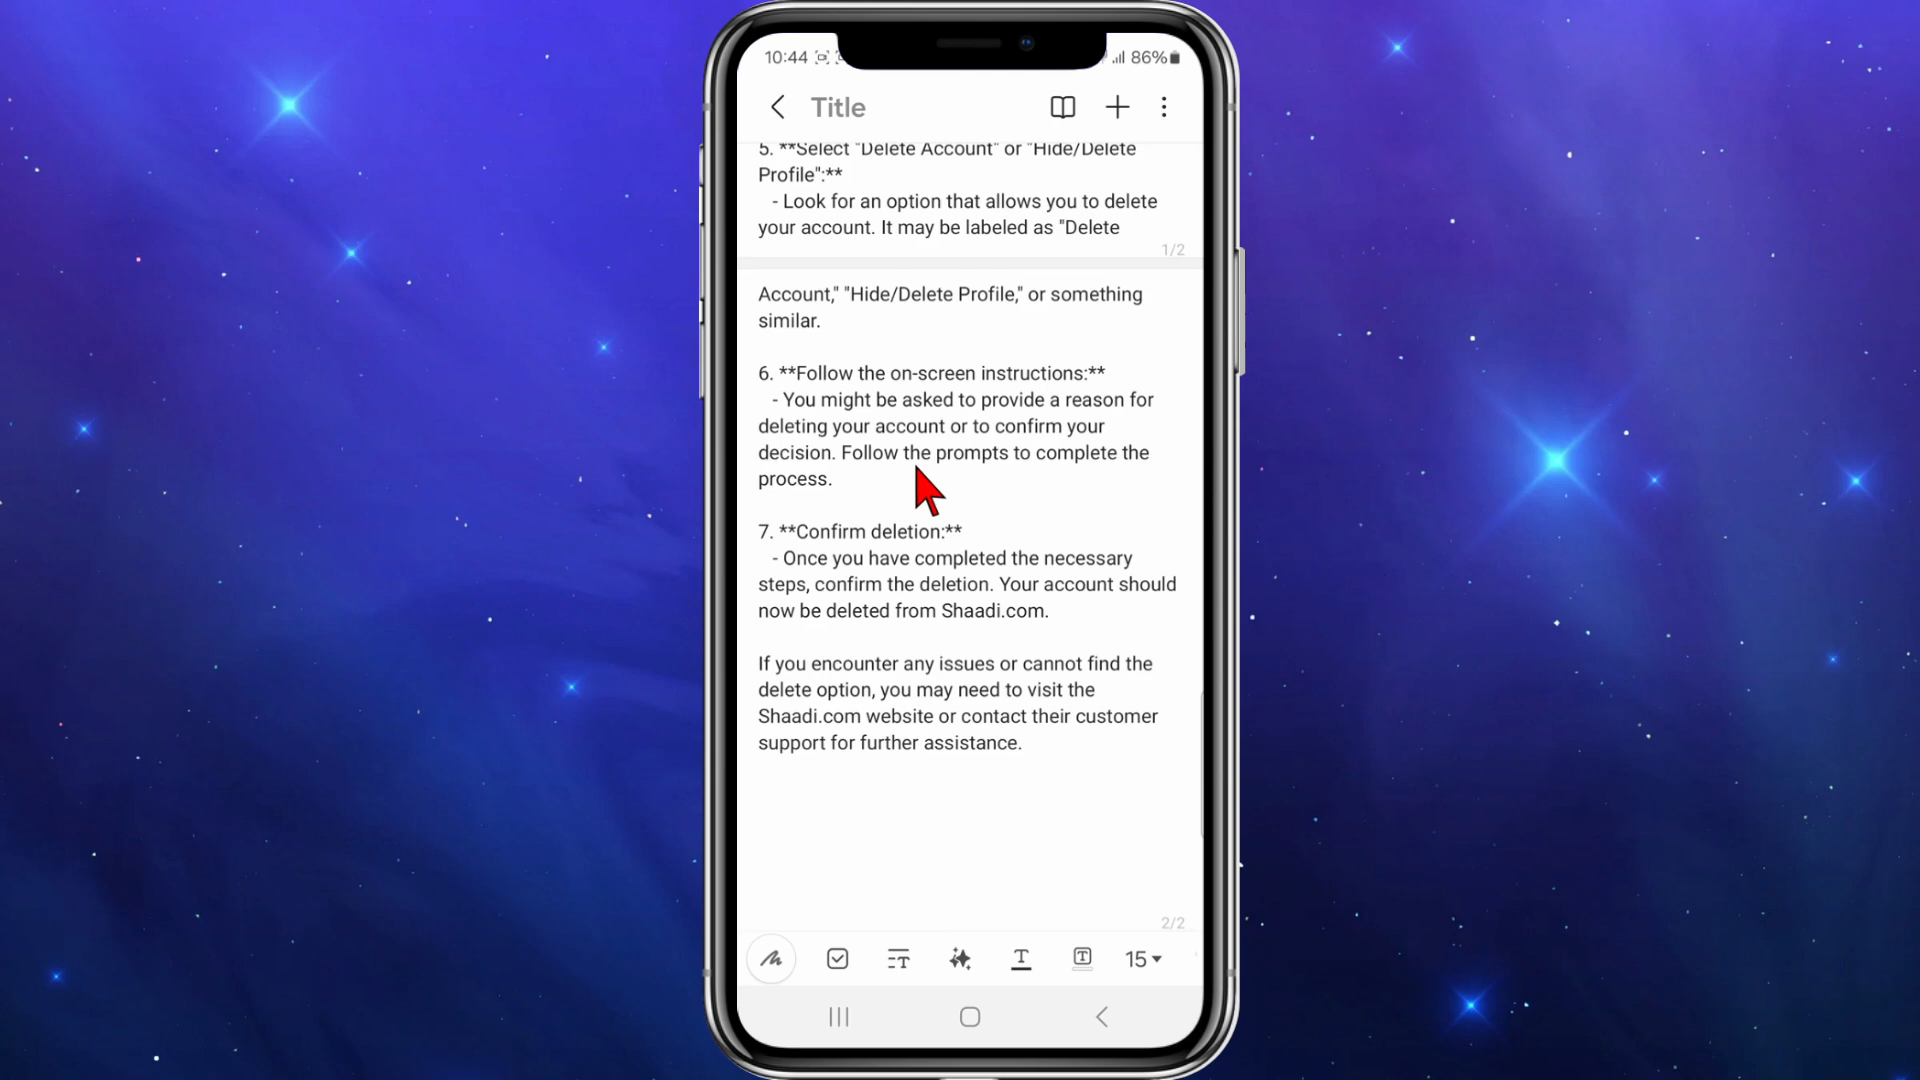 10:44 86%
Title
5. **Select "Delete Account" or "Hide/Delete
Profile":**
- Look for an option that allows you to delete
your account. It may be labeled as "Delete
1/2
Account," "Hide/Delete Profile," or something
similar.
6. **Follow the on-screen instructions:**
- You might be asked to provide a reason for
deleting your account or to confirm your
decision. Follow the prompts to complete the
process.
7. **Confirm deletion:**
- Once you have completed the necessary
steps, confirm the deletion. Your account should
now be deleted from Shaadi.com.
If you encounter any issues or cannot find the
delete option, you may need to visit the
Shaadi.com website or contact their customer
support for further assistance.
2/2
15